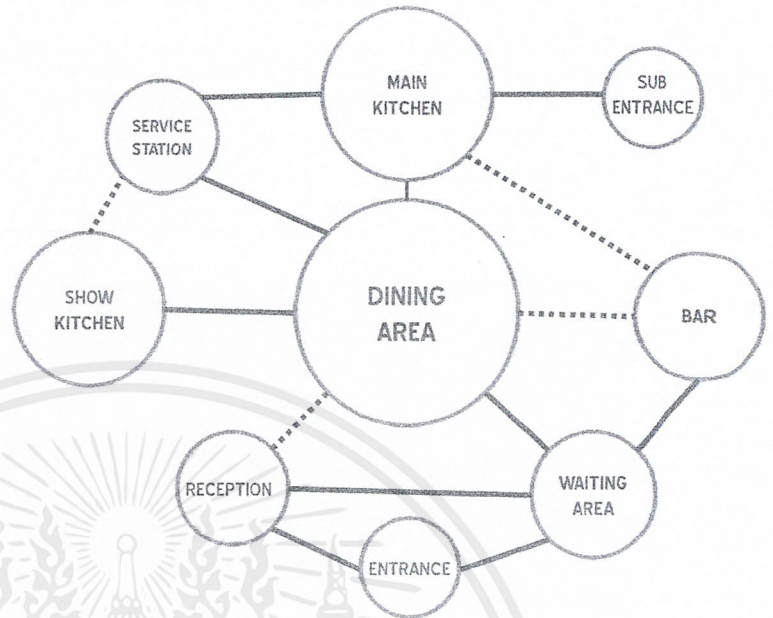 MAIN
KITCHEN
SUB
ENTRANCE
SERVICE
STATION
SHOW
KITCHEN
DINING
AREA
BAR
RECEPTION
WAITING
AREA
ENTRANCE